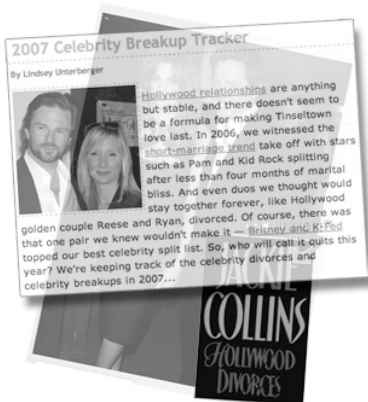 2007 Celebrity Breakup Tracker
By Lindsey Unterberger
Hollywood relationships are anything
but stable, and there doesn't seem to
be a formula for making Tinseltown
love last. In 2006, we witnessed the
short-marriage trend take off with stars
such as Pam and Kid Rock splitting
after less than four months of marital
bliss. And even duos we thought would
stay together forever, like Hollywood
golden couple Reese and Ryan, divorced. Of course, there was
that one pair we knew wouldn't make it — Britney and K-Fed
topped our best celebrity split list. So, who will call it quits this
year? We're keeping track of the celebrity divorces and
celebrity breakups in 2007...
JACKIE
COLLINS
HOLLYWOOD
DIVORCES